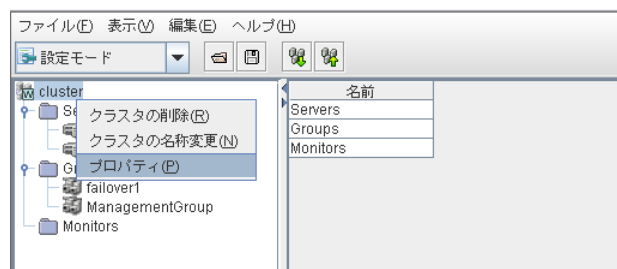 ファイル(F) 表示(V) 編集(E) ヘルプ(H)
設定モード
cluster
名前
Se
クラスタの削除(R)
Servers
クラスタの名称変更(N)
Groups
プロパティ(P)
Monitors
G
failover1
ManagementGroup
Monitors